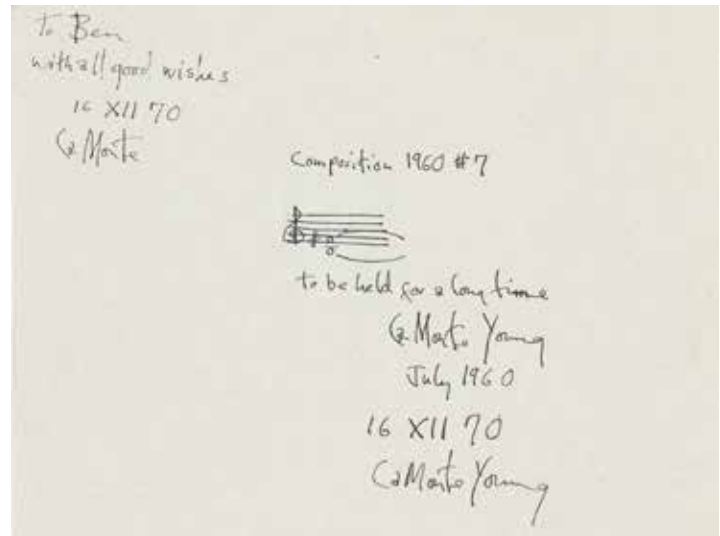 To Ben
with all good wishes
16 XII 70
La Monte
Composition 1960 #7
to be held for a long time
La Monte Young
July 1960
16 XII 70
La Monte Young